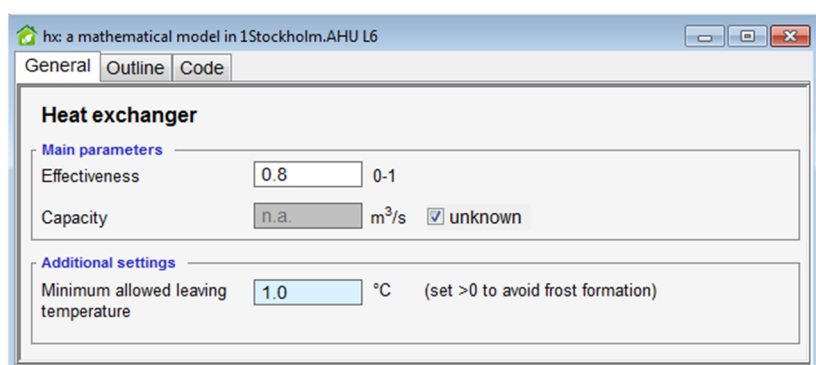 hx: a mathematical model in 1Stockholm.AHU L6
General Outline Code
Heat exchanger
Main parameters
Effectiveness 0.8 0-1
Capacity n.a. m³/s unknown
Additional settings
Minimum allowed leaving 1.0 °C (set >0 to avoid frost formation)
temperature